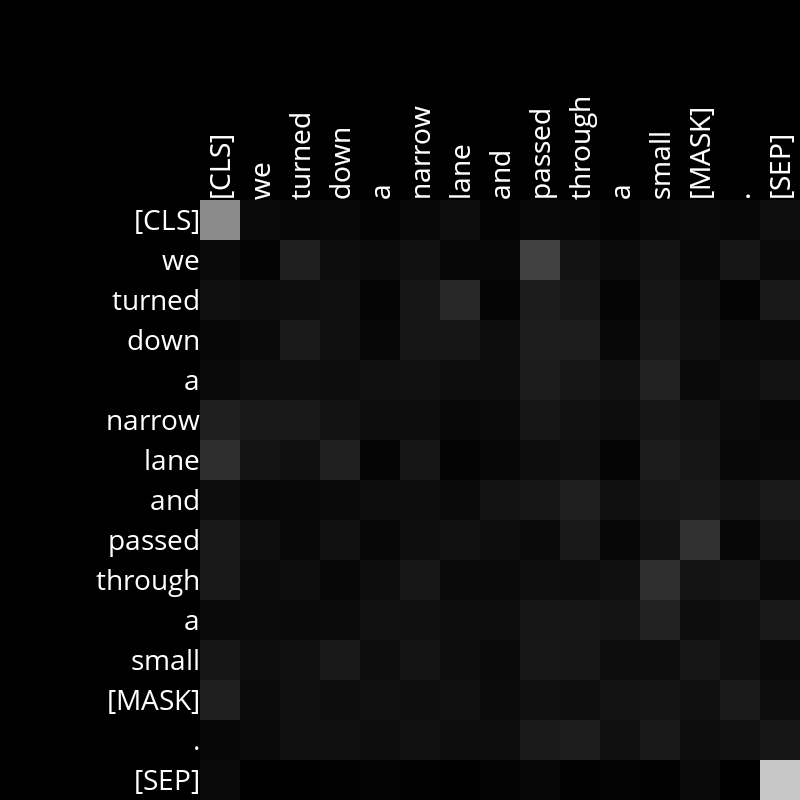 [CLS] we turned down a narrow lane and passed through a small [MASK] . [SEP]
[CLS]
we
turned
down
a
narrow
lane
and
passed
through
a
small
[MASK]
.
[SEP]